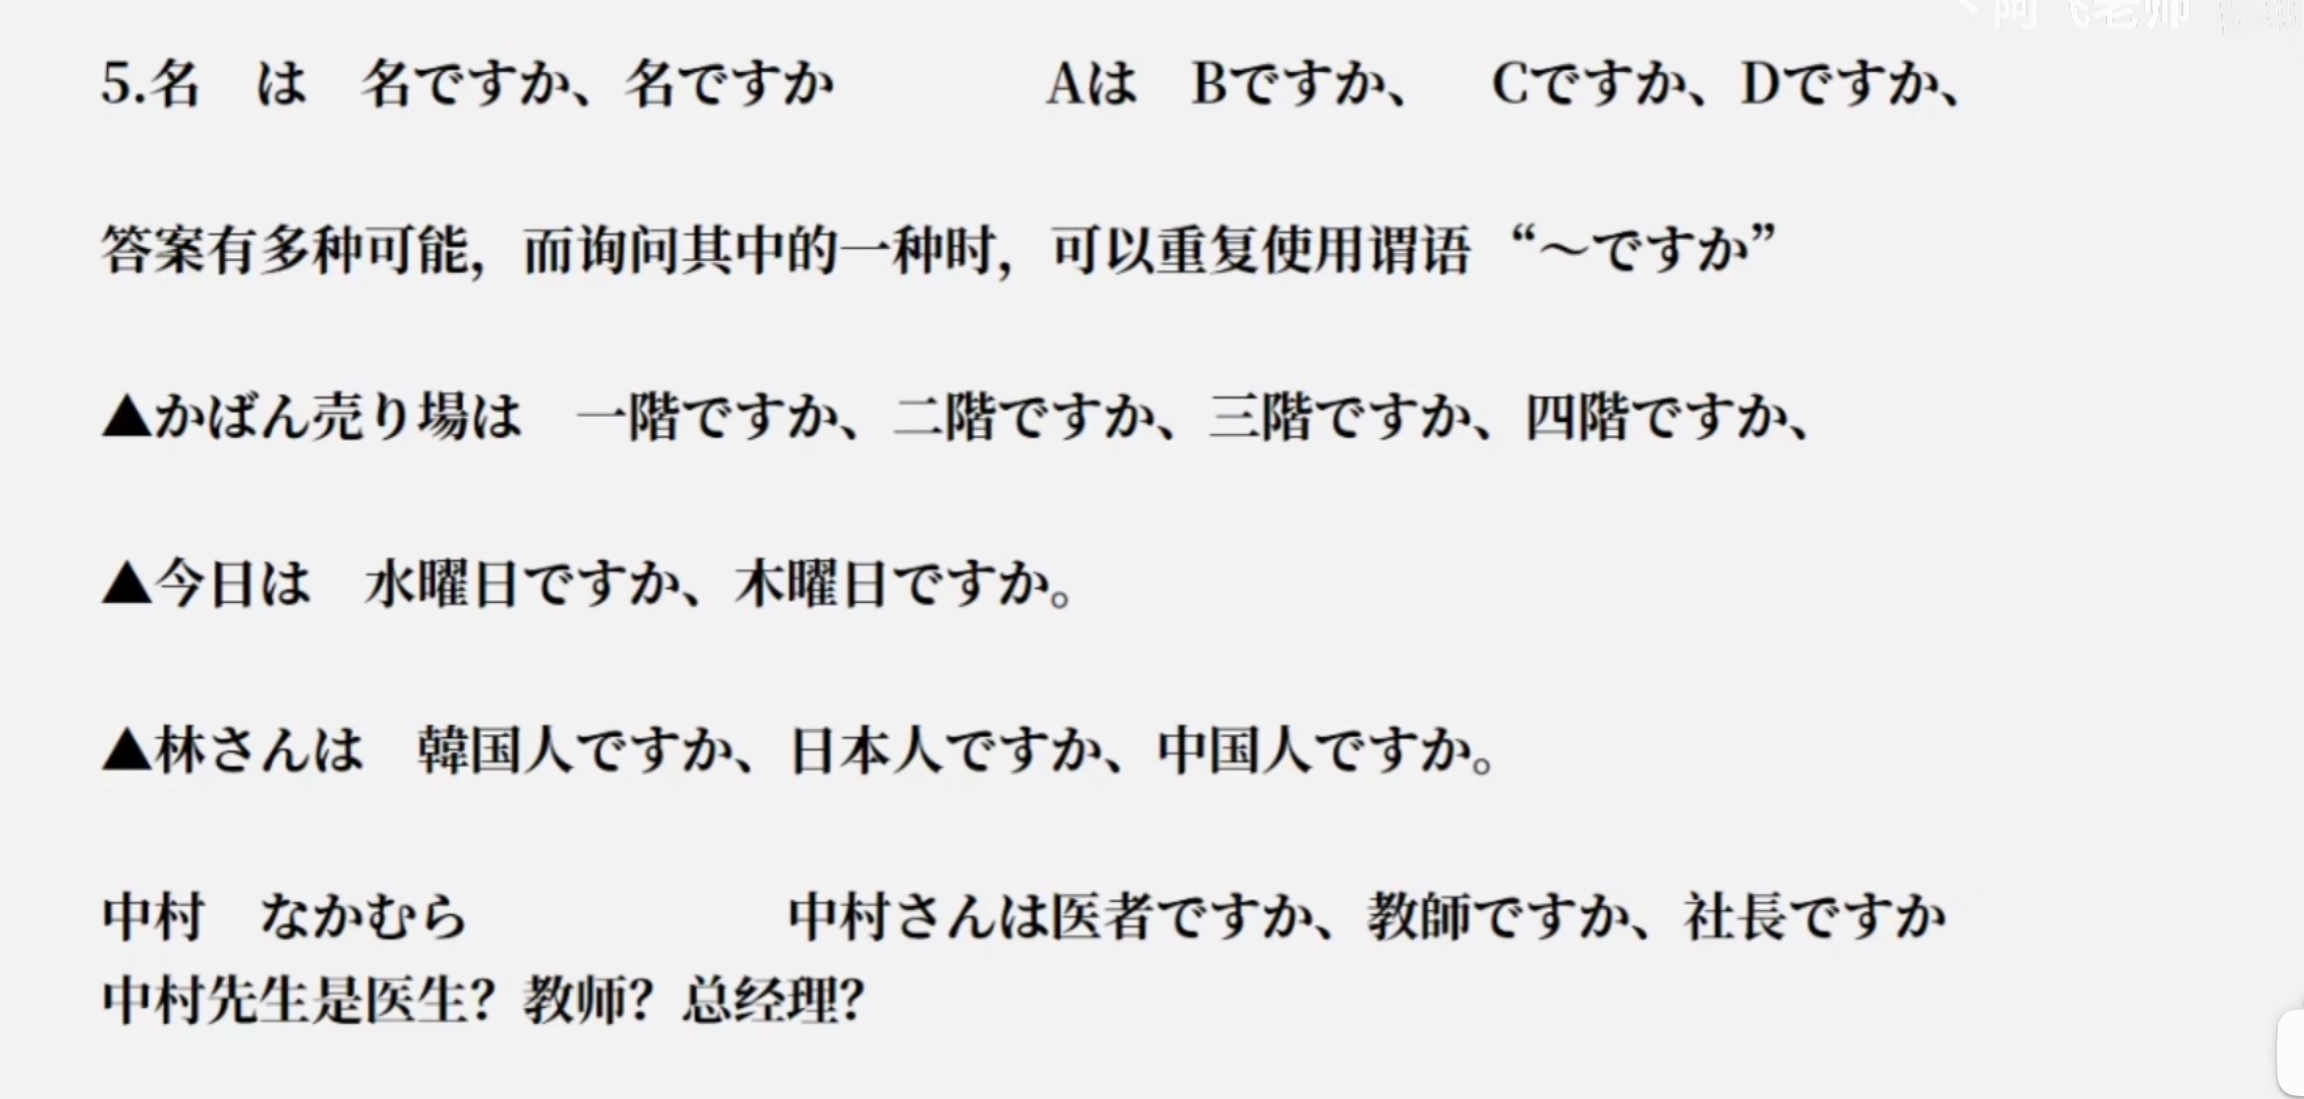 阿飞老师
5.名　は　名ですか、名ですか　　　　Aは　Bですか、　Cですか、Dですか、
答案有多种可能，而询问其中的一种时，可以重复使用谓语“～ですか”
▲かばん売り場は　一階ですか、二階ですか、三階ですか、四階ですか、
▲今日は　水曜日ですか、木曜日ですか。
▲林さんは　韓国人ですか、日本人ですか、中国人ですか。
中村　なかむら　　　　　　中村さんは医者ですか、教師ですか、社長ですか
中村先生是医生？教师？总经理？